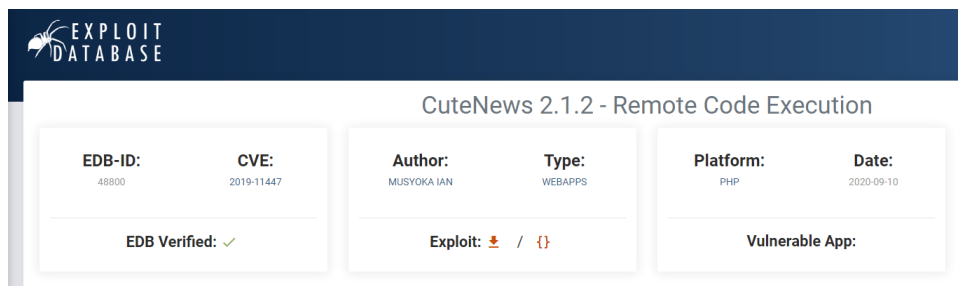 EXPLOIT
DATABASE
CuteNews 2.1.2 - Remote Code Execution
EDB-ID:
48800
CVE:
2019-11447
Author:
MUSYOKA IAN
Type:
WEBAPPS
Platform:
PHP
Date:
2020-09-10
EDB Verified:
Exploit: / {}
Vulnerable App: